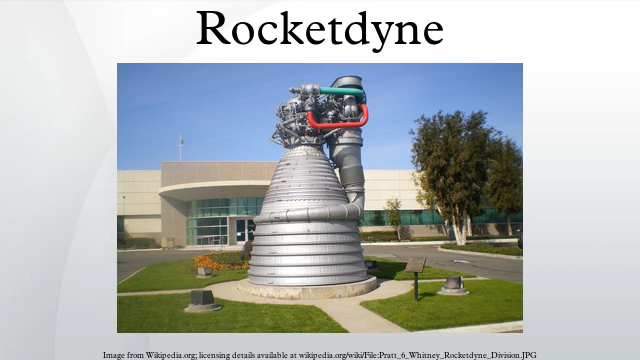 Rocketdyne
Image from Wikipedia.org; licensing details available at wikipedia.org/wiki/File:Pratt_6_Whitney_Rocketdyne_Division.JPG